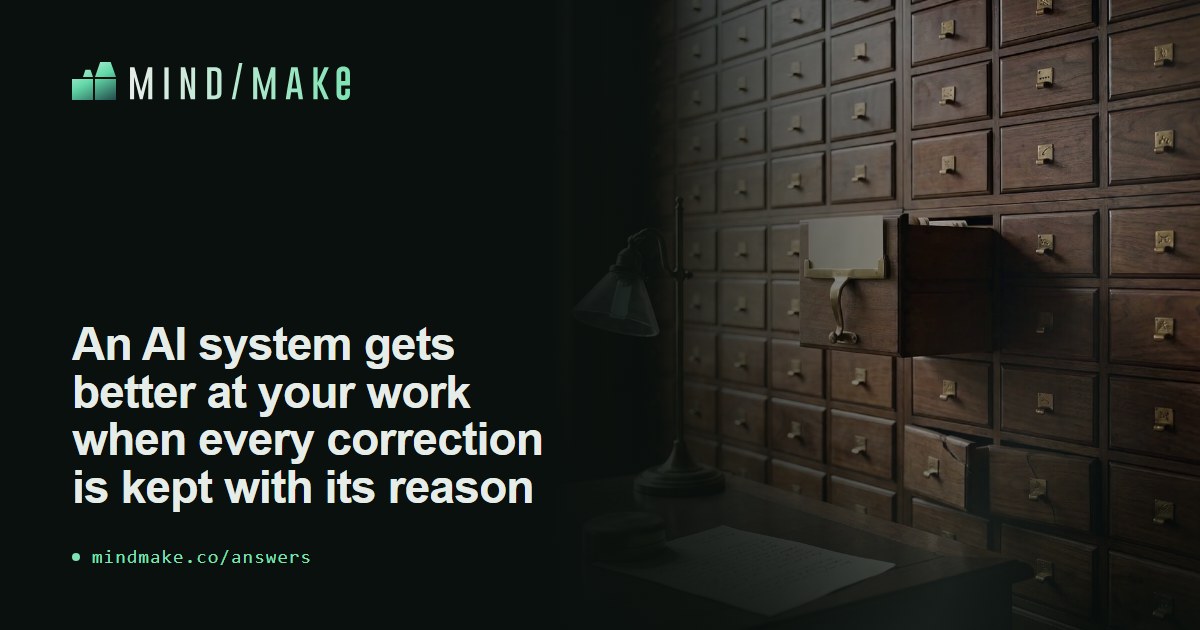 MIND/MAKE
An AI system gets
better at your work
when every correction
is kept with its reason
mindmake.co/answers